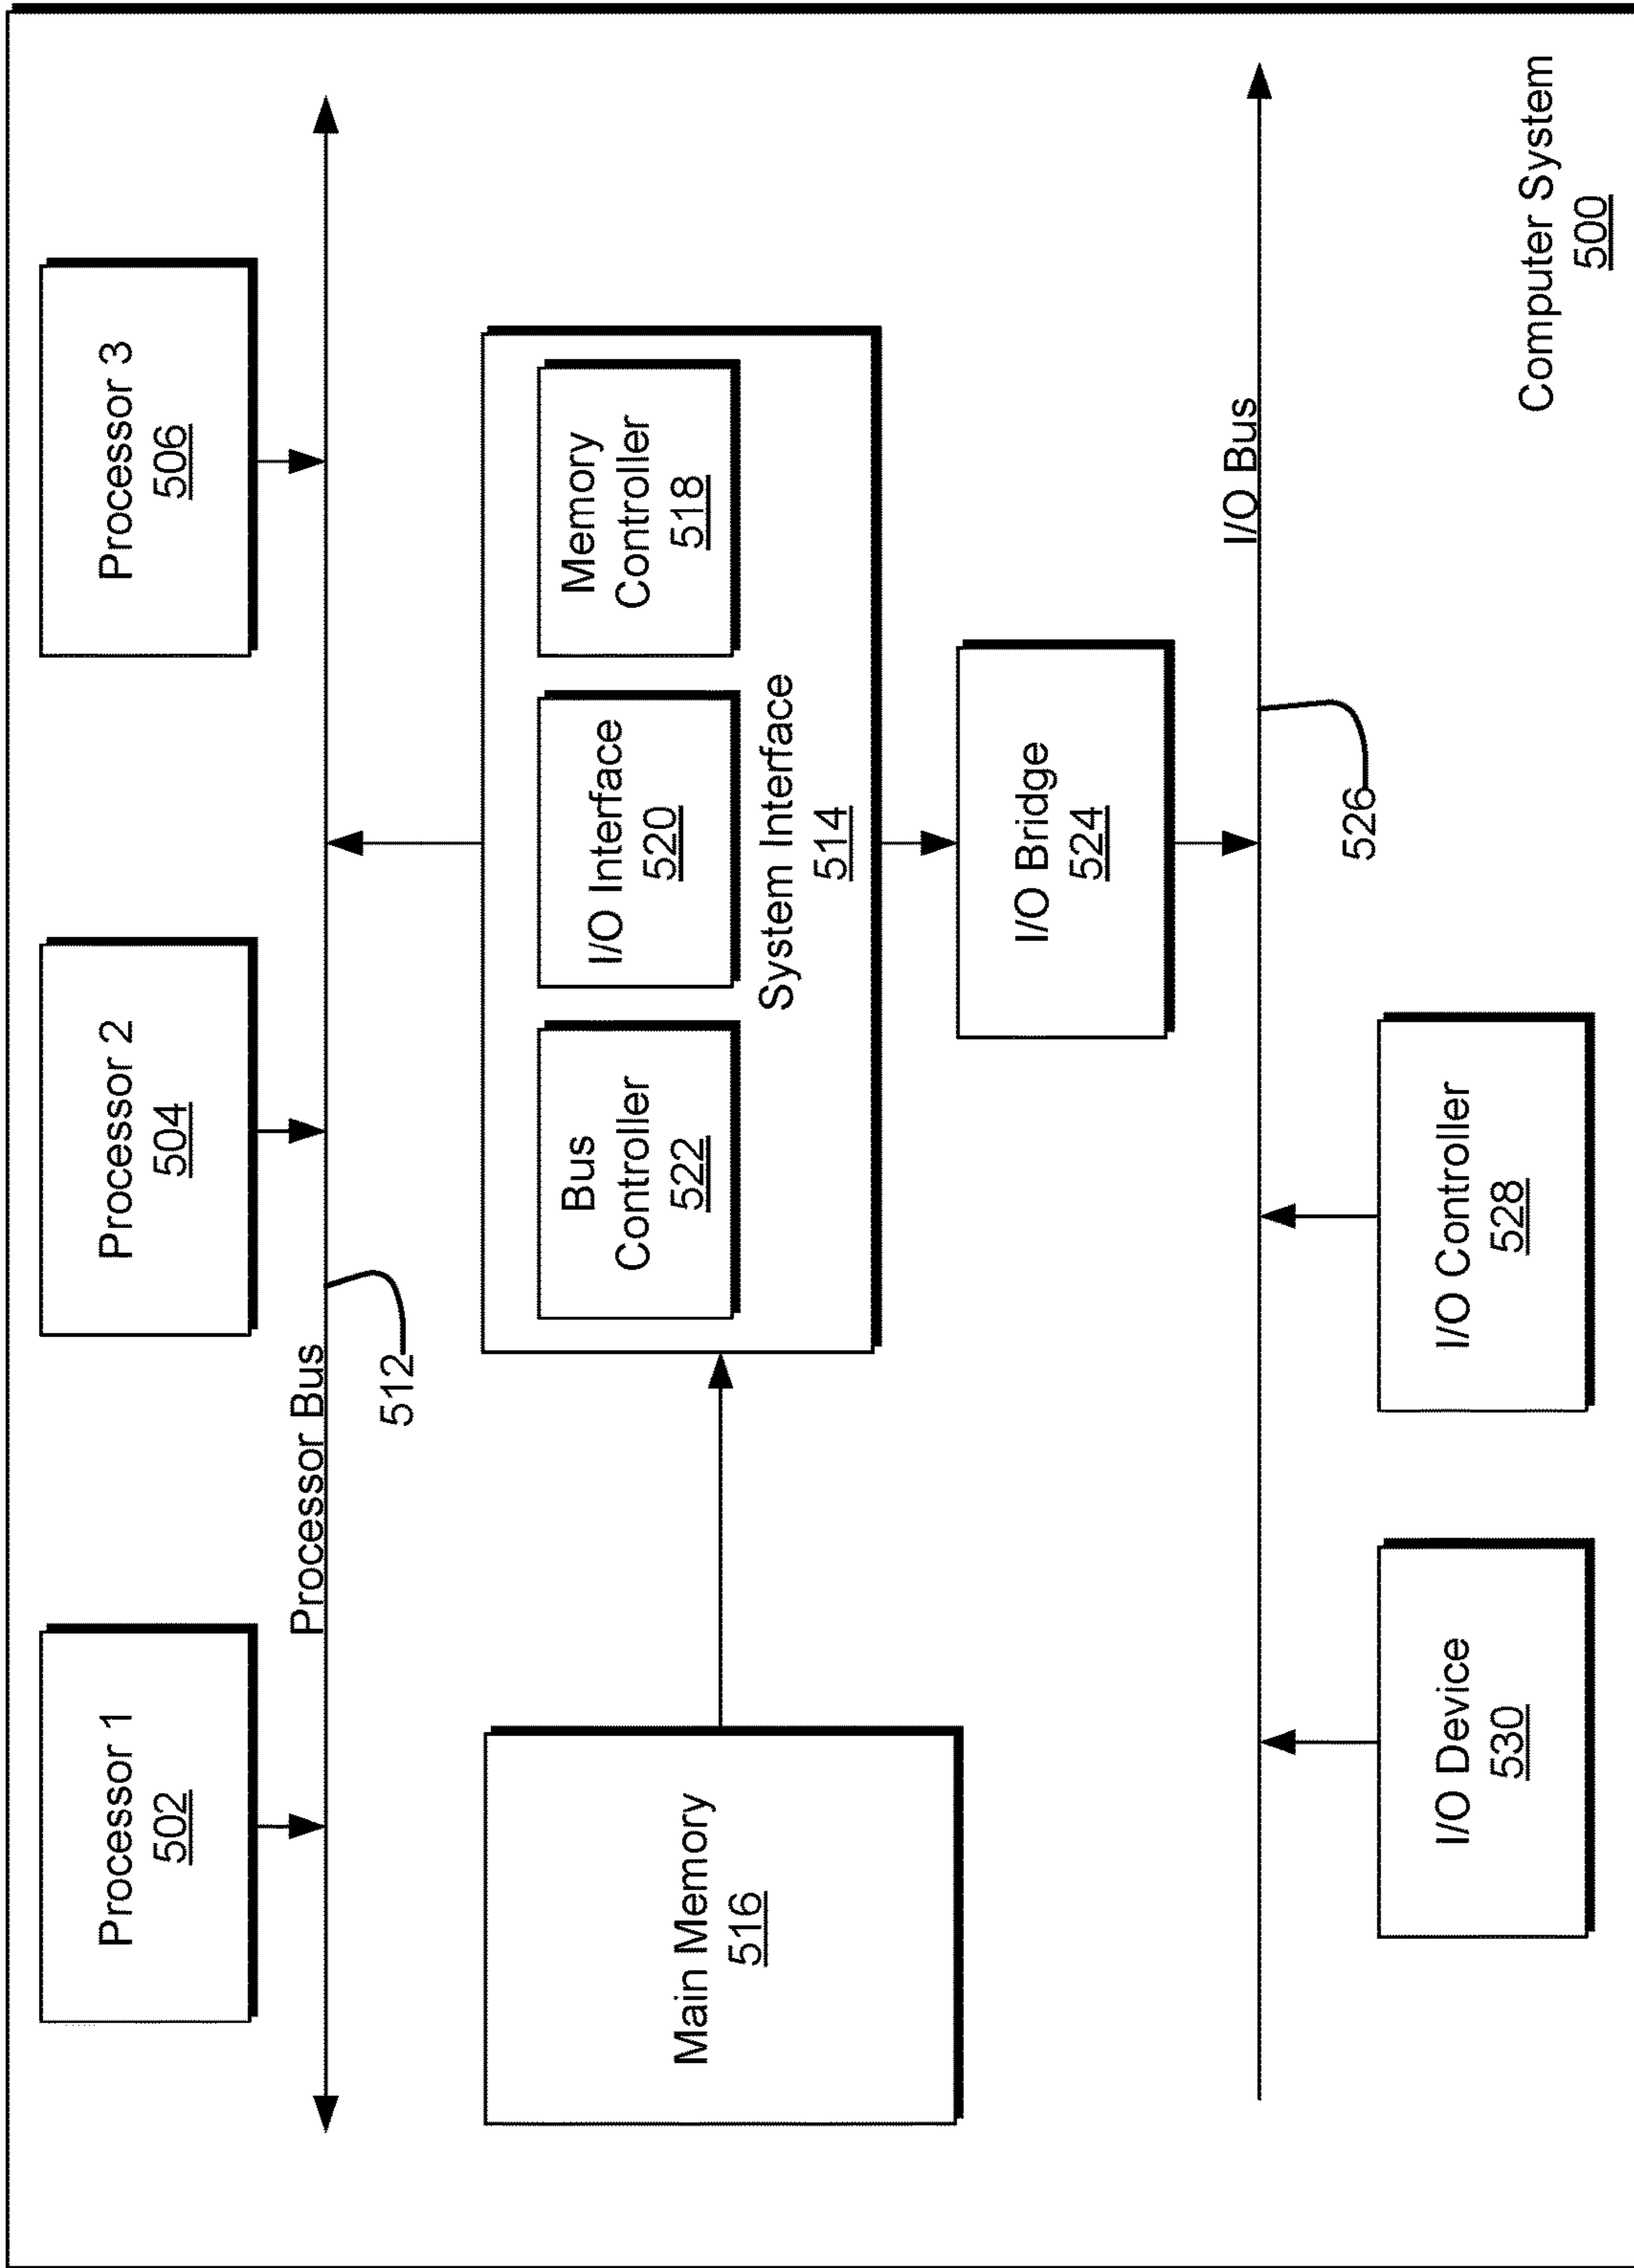 Processor 1
502
Processor 2
504
Processor 3
506
Processor Bus
512
Main Memory
516
Bus
Controller
522
I/O Interface
520
Memory
Controller
518
System Interface
514
I/O Bridge
524
I/O Bus
526
I/O Device
530
I/O Controller
528
Computer System
500